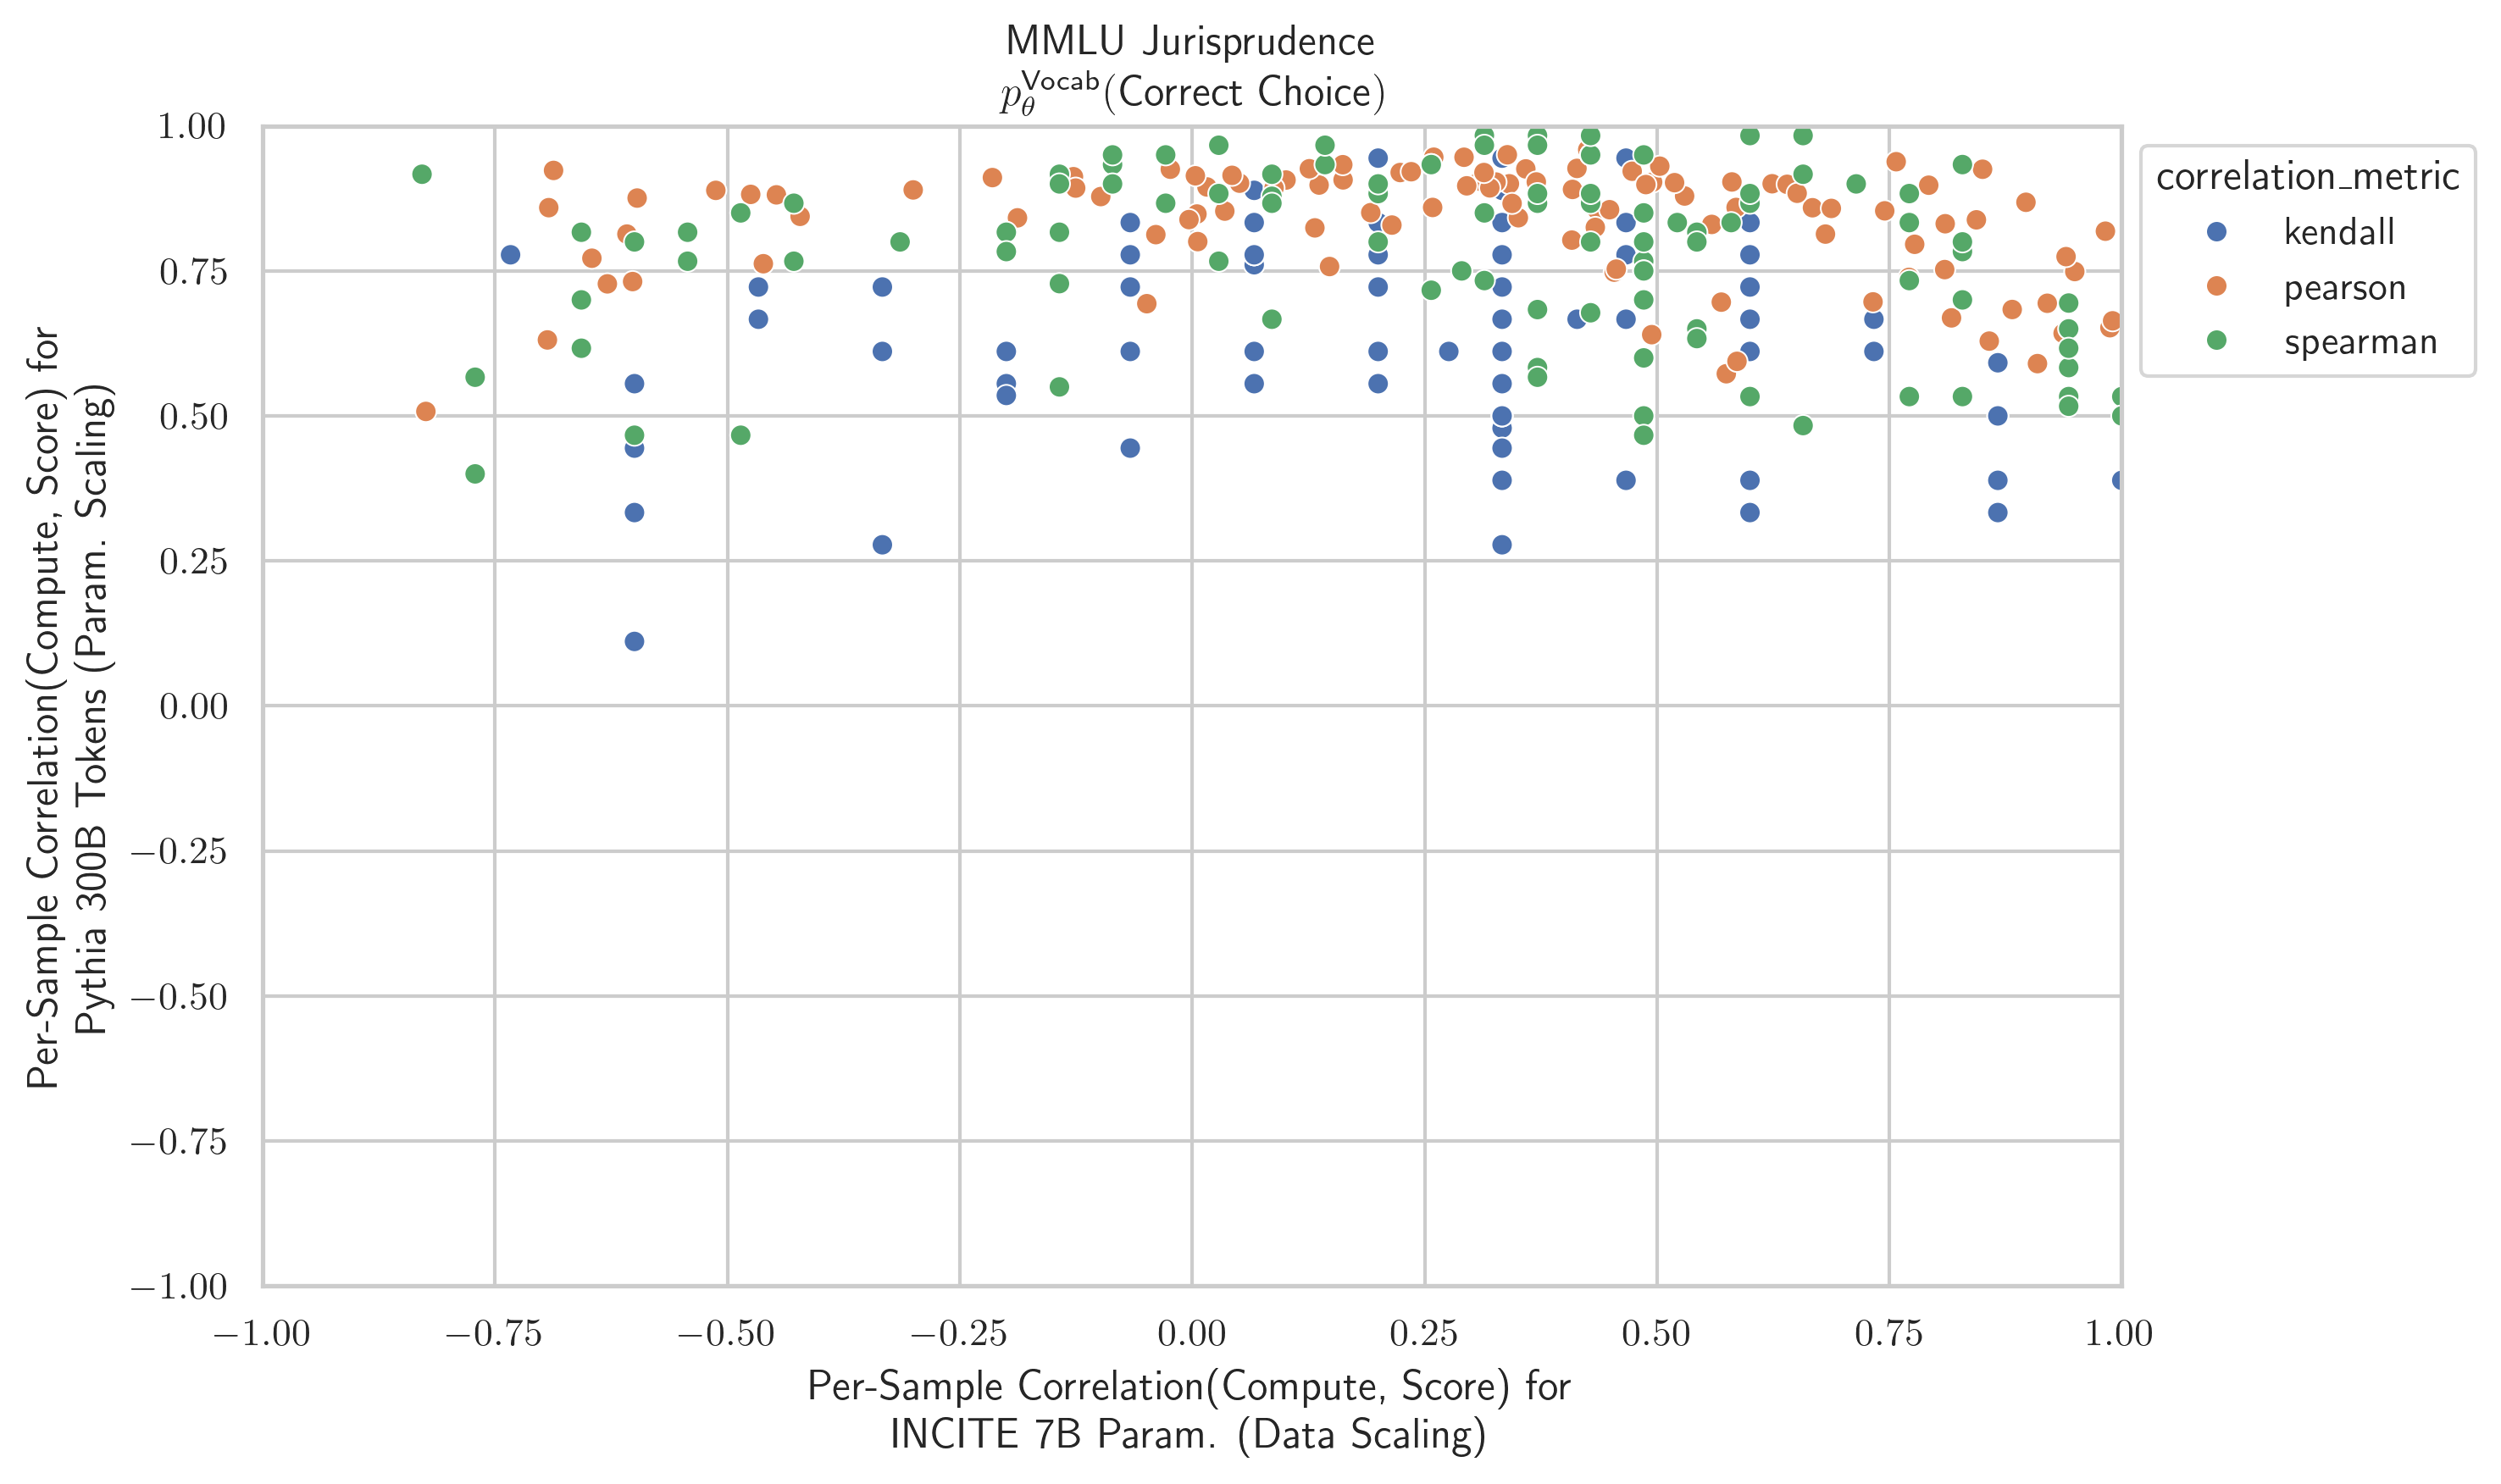 MMLU Jurisprudence
p_θ^Vocab(Correct Choice)
Per-Sample Correlation(Compute, Score) for
Pythia 300B Tokens (Param. Scaling)
1.00
0.75
0.50
0.25
0.00
−0.25
−0.50
−0.75
−1.00
−1.00 −0.75 −0.50 −0.25 0.00 0.25 0.50 0.75 1.00
Per-Sample Correlation(Compute, Score) for
INCITE 7B Param. (Data Scaling)
correlation_metric
kendall
pearson
spearman